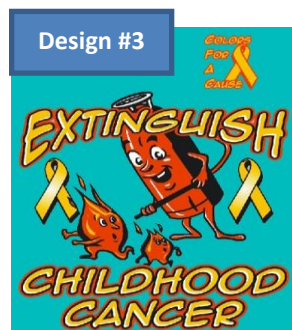 Design #3
COLORS
FOR
A
CAUSE
EXTINGUISH
CHILDHOOD
CANCER